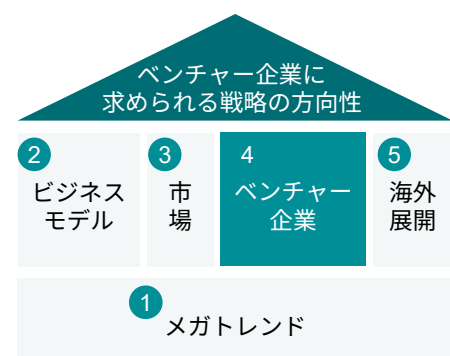 ベンチャー企業に
求められる戦略の方向性
2
ビジネス
モデル
3
市
場
4
ベンチャー
企業
5
海外
展開
1
メガトレンド